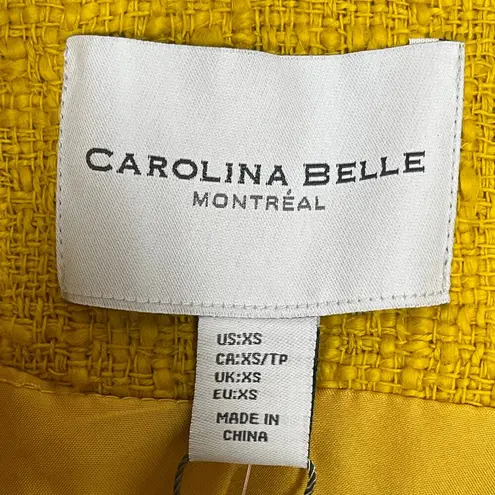 CAROLINA BELLE
MONTRÉAL
US:XS
CA:XS/TP
UK:XS
EU:XS
MADE IN
CHINA